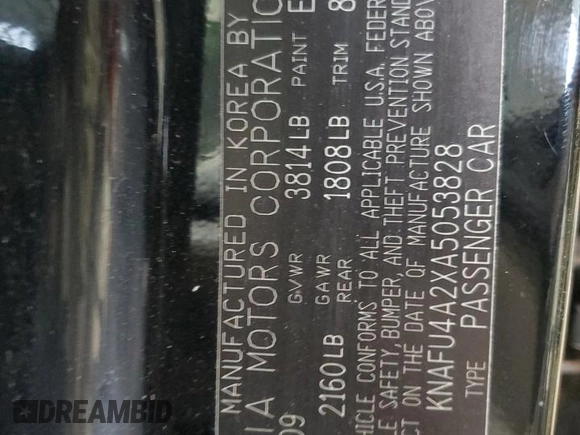 MANUFACTURED IN KOREA BY
IA MOTORS CORPORATIO
09 GVWR 3814LB PAINT E
2160LB GAWR REAR 1808LB TRIM 8
HICLE CONFORMS TO ALL APPLICABLE U.S.A. FEDER
LE SAFETY, BUMPER, AND THEFT PREVENTION STAND
CT ON THE DATE OF MANUFACTURE SHOWN ABOV
KNAFU4A2XA5053828
TYPE PASSENGER CAR
DREAMBID